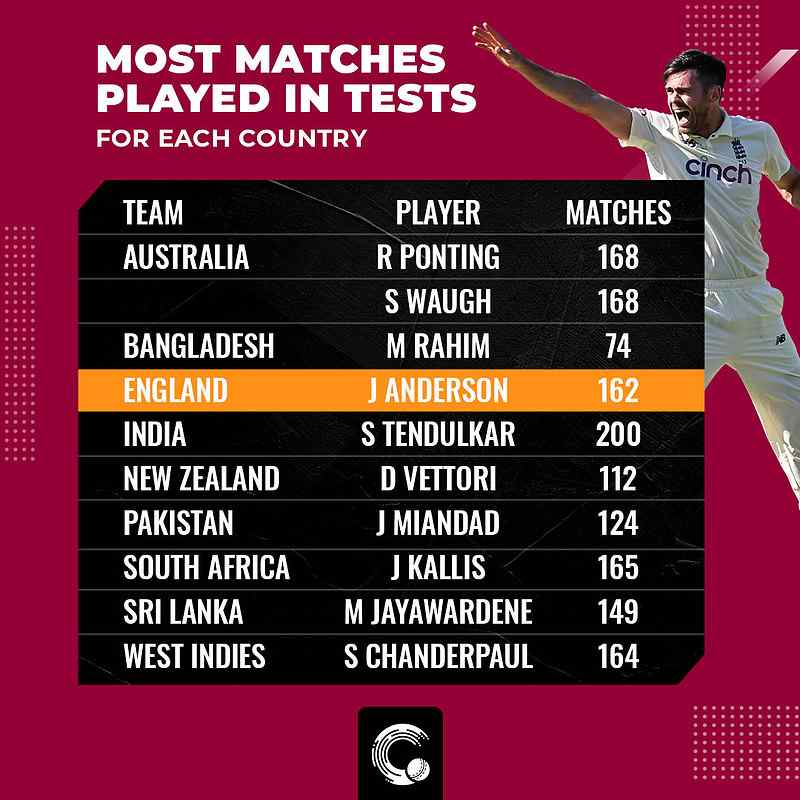 MOST MATCHES
PLAYED IN TESTS
FOR EACH COUNTRY
cinch
TEAM PLAYER MATCHES
AUSTRALIA R PONTING 168
S WAUGH 168
BANGLADESH M RAHIM 74
ENGLAND J ANDERSON 162
INDIA S TENDULKAR 200
NEW ZEALAND D VETTORI 112
PAKISTAN J MIANDAD 124
SOUTH AFRICA J KALLIS 165
SRI LANKA M JAYAWARDENE 149
WEST INDIES S CHANDERPAUL 164